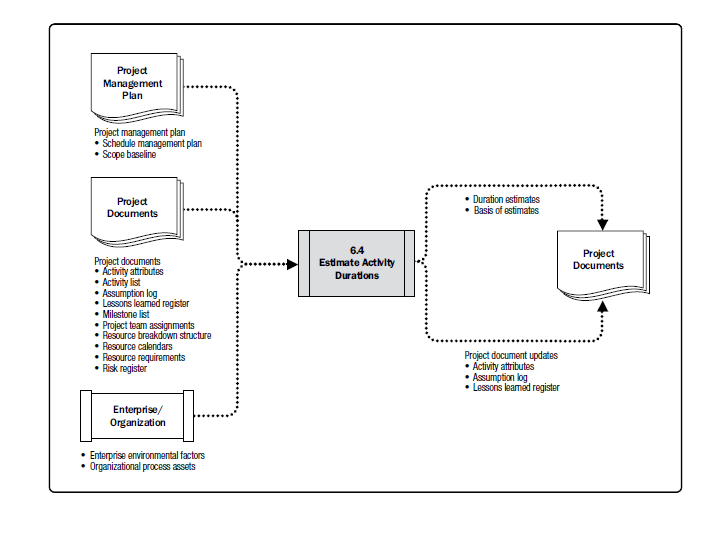 Project
Management
Plan
Project management plan
• Schedule management plan
• Scope baseline
Project
Documents
Project documents
• Activity attributes
• Activity list
• Assumption log
• Lessons learned register
• Milestone list
• Project team assignments
• Resource breakdown structure
• Resource calendars
• Resource requirements
• Risk register
Enterprise/
Organization
• Enterprise environmental factors
• Organizational process assets
6.4
Estimate Activity
Durations
• Duration estimates
• Basis of estimates
Project
Documents
Project document updates
• Activity attributes
• Assumption log
• Lessons learned register